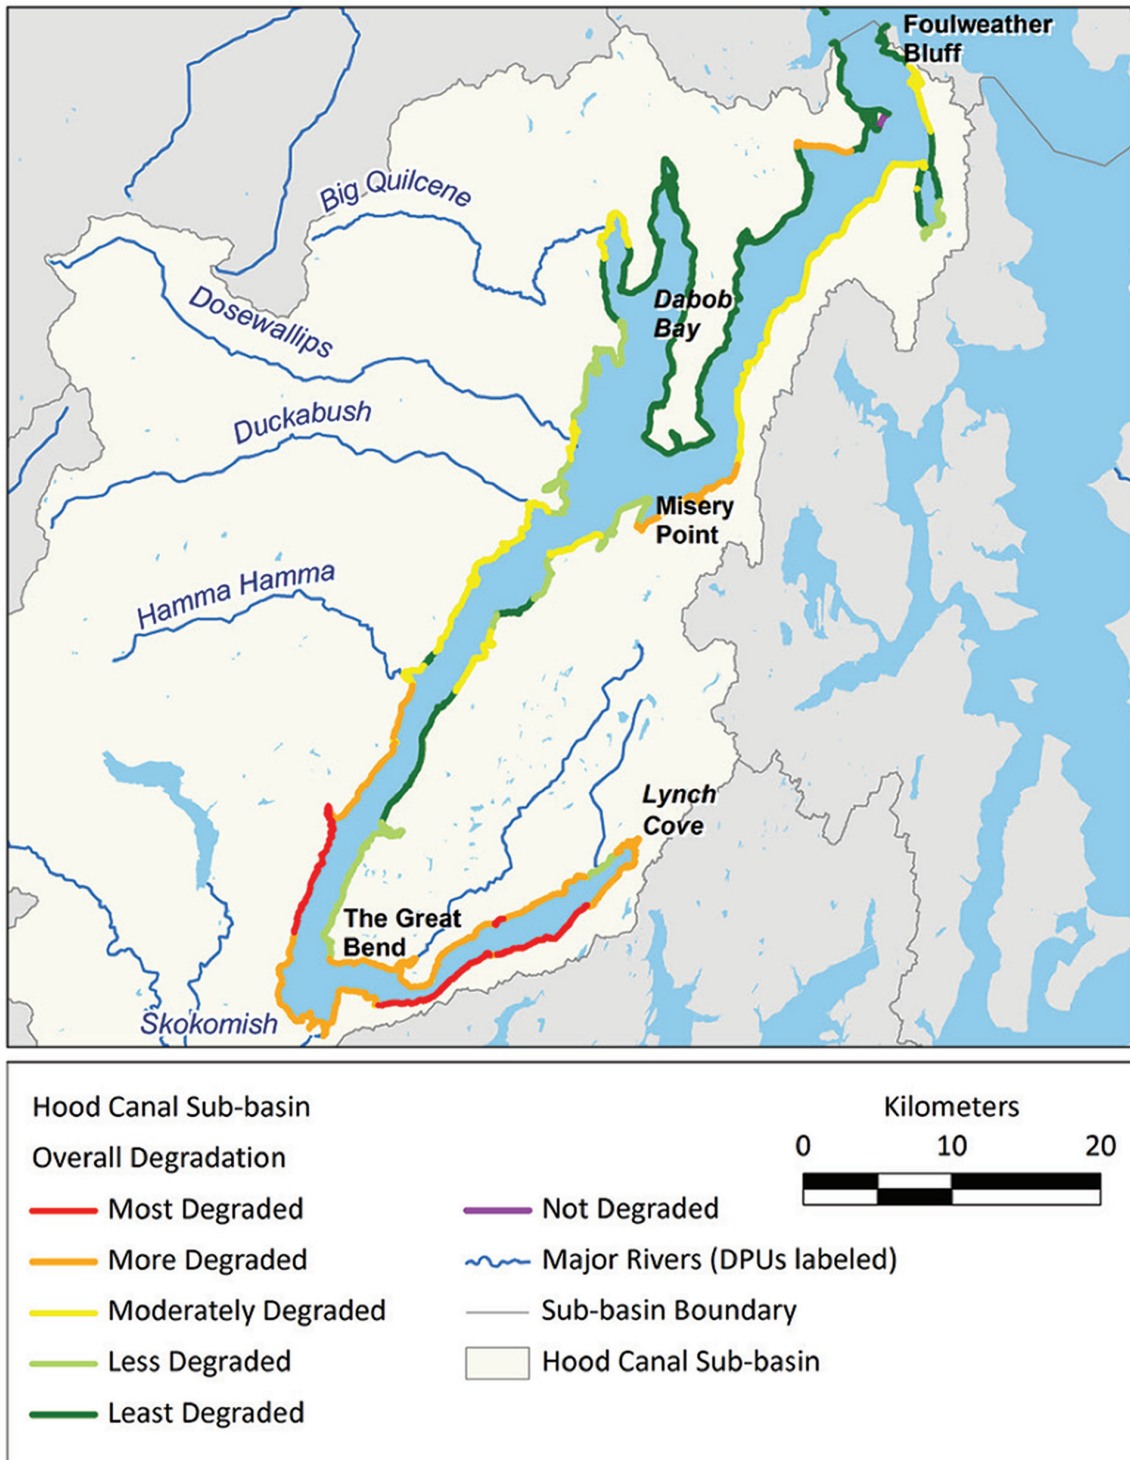 Foulweather
Bluff
Big Quilcene
Dabob
Bay
Dosewallips
Duckabush
Misery
Point
Hamma Hamma
Lynch
Cove
The Great
Bend
Skokomish
Hood Canal Sub-basin
Overall Degradation
Most Degraded
More Degraded
Moderately Degraded
Less Degraded
Least Degraded
Not Degraded
Major Rivers (DPUs labeled)
Sub-basin Boundary
Hood Canal Sub-basin
Kilometers
0 10 20